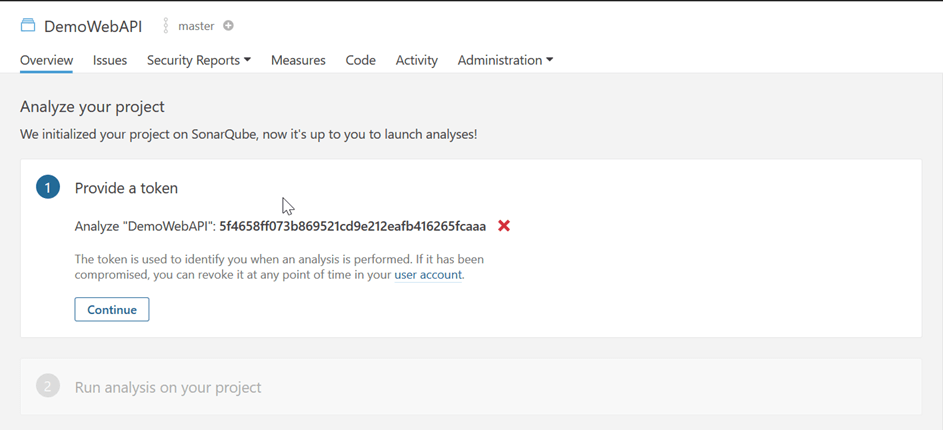 DemoWebAPI master
Overview Issues Security Reports Measures Code Activity Administration
Analyze your project
We initialized your project on SonarQube, now it's up to you to launch analyses!
1 Provide a token
Analyze "DemoWebAPI": 5f4658ff073b869521cd9e212eafb416265fcaaa
The token is used to identify you when an analysis is performed. If it has been
compromised, you can revoke it at any point of time in your user account.
Continue
2 Run analysis on your project